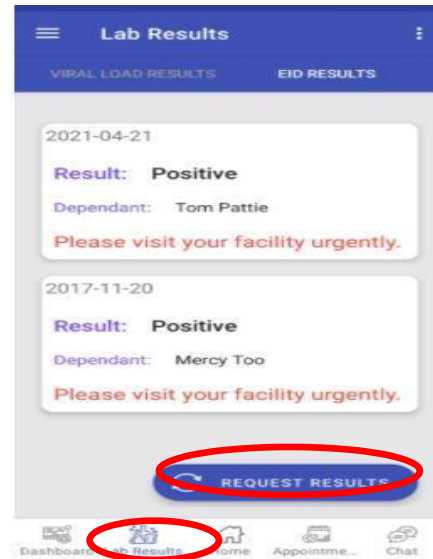 Lab Results
VIRAL LOAD RESULTS EID RESULTS
2021-04-21
Result: Positive
Dependant: Tom Pattie
Please visit your facility urgently.
2017-11-20
Result: Positive
Dependant: Mercy Too
Please visit your facility urgently.
REQUEST RESULTS
Dashboard Lab Results Home Appointme... Chat